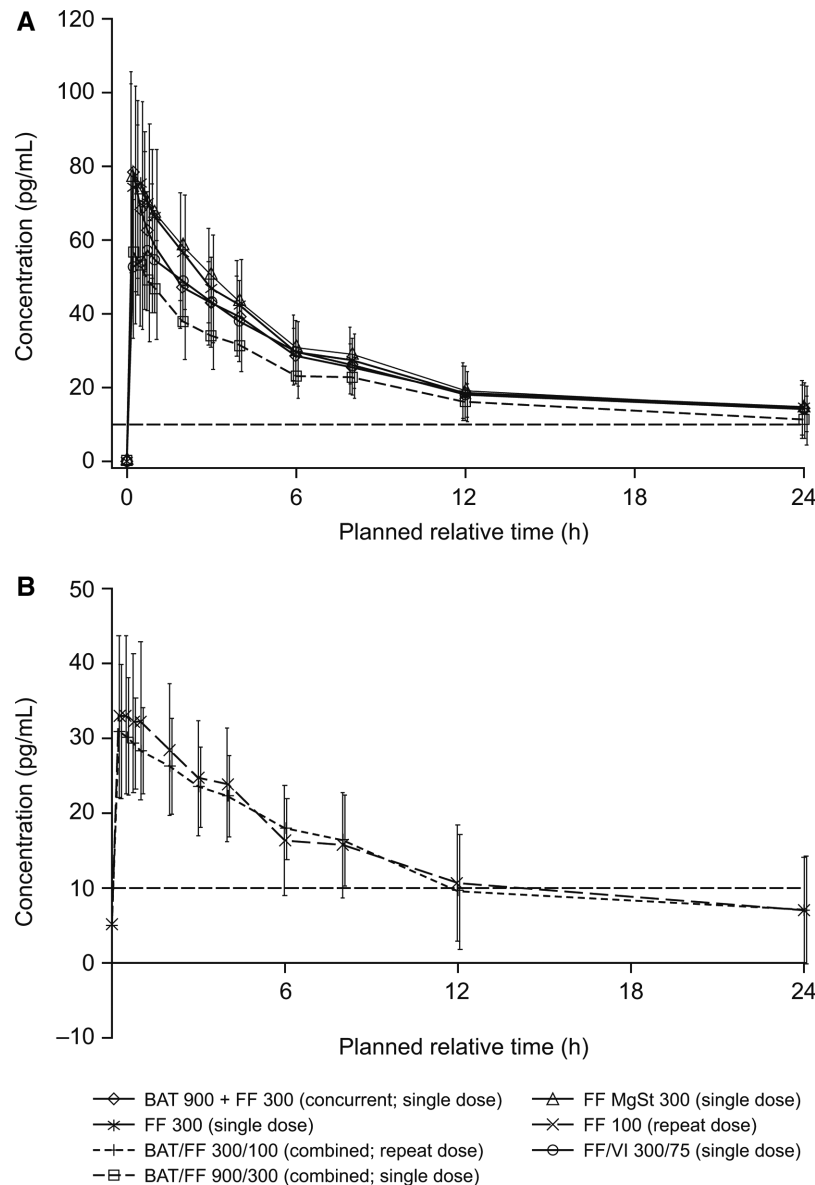 A
120
100
80
60
40
20
0
Concentration (pg/mL)
0 6 12 18 24
Planned relative time (h)
B
50
40
30
20
10
0
–10
Concentration (pg/mL)
6 12 18 24
Planned relative time (h)
BAT 900 + FF 300 (concurrent; single dose)
FF 300 (single dose)
BAT/FF 300/100 (combined; repeat dose)
BAT/FF 900/300 (combined; single dose)
FF MgSt 300 (single dose)
FF 100 (repeat dose)
FF/VI 300/75 (single dose)